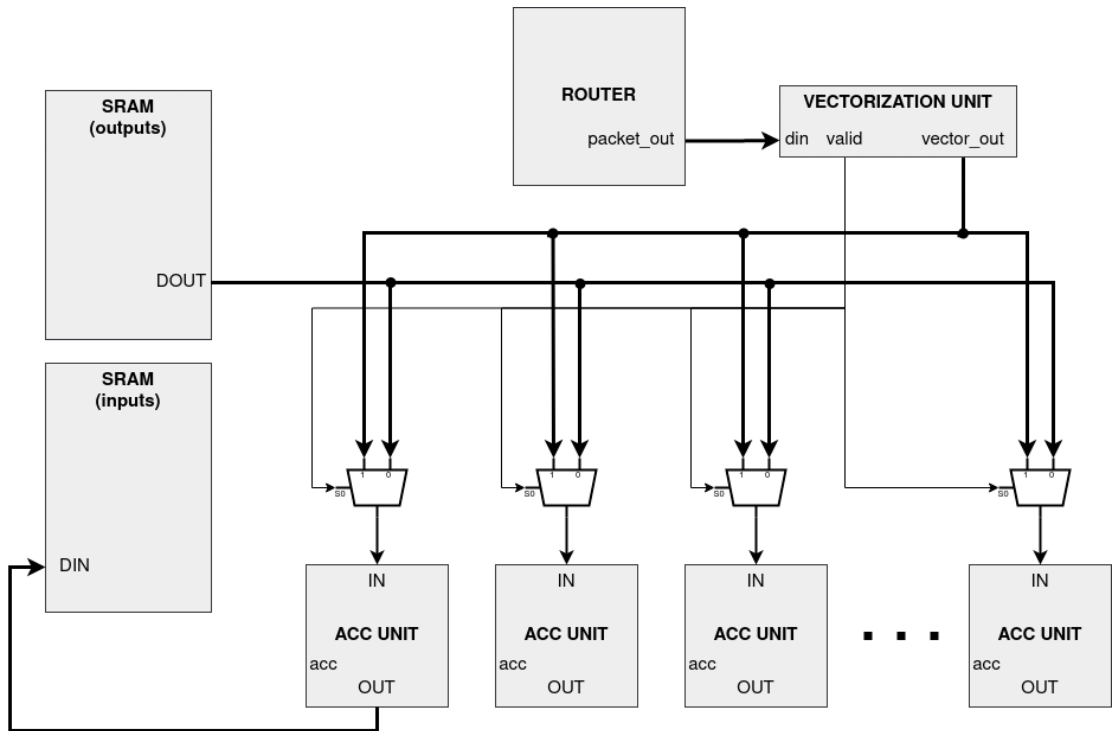 SRAM
(outputs)
DOUT
ROUTER
packet_out
VECTORIZATION UNIT
din valid vector_out
SRAM
(inputs)
DIN
1 0
S0
1 0
S0
1 0
S0
1 0
S0
IN
ACC UNIT
acc
OUT
IN
ACC UNIT
acc
OUT
IN
ACC UNIT
acc
OUT
. . .
IN
ACC UNIT
acc
OUT